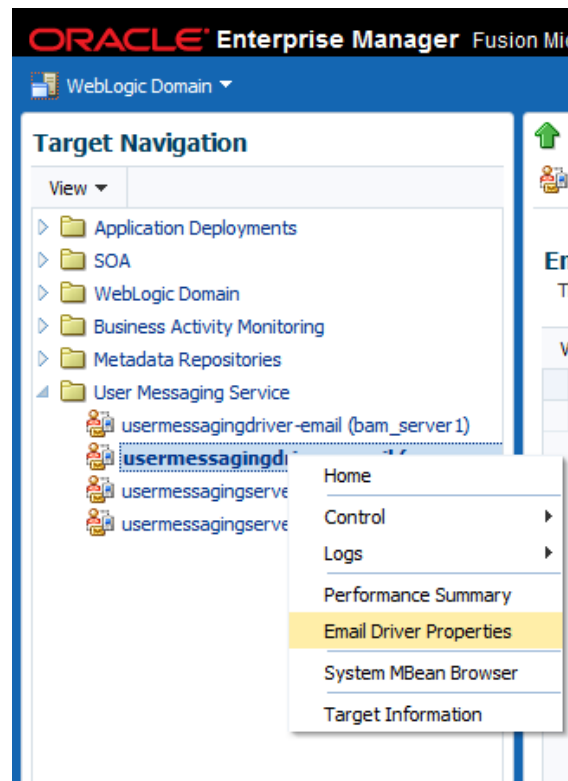 ORACLE Enterprise Manager Fusion Mi
WebLogic Domain
Target Navigation
View
Application Deployments
SOA
WebLogic Domain
Business Activity Monitoring
Metadata Repositories
User Messaging Service
usermessagingdriver-email (bam_server1)
usermessagingd
usermessagingserve
usermessagingserve
Home
Control
Logs
Performance Summary
Email Driver Properties
System MBean Browser
Target Information